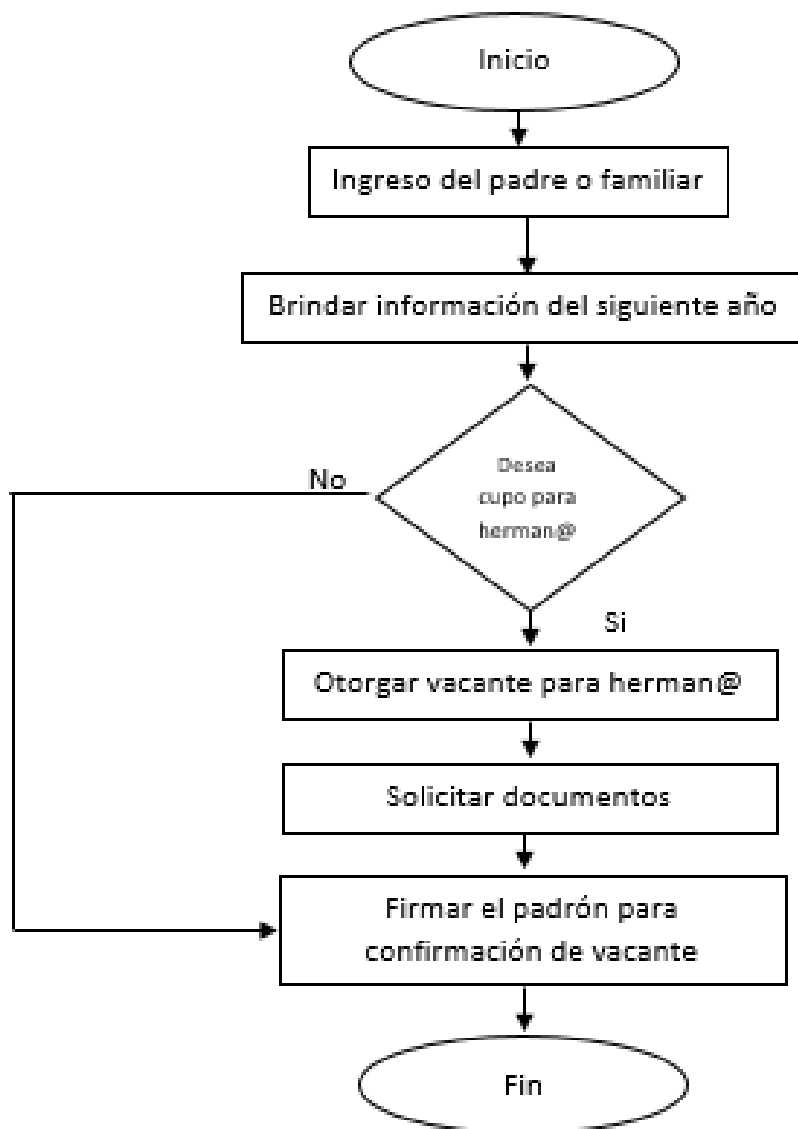 Inicio
Ingreso del padre o familiar
Brindar información del siguiente año
Desea
cupo para
herman@
No
Si
Otorgar vacante para herman@
Solicitar documentos
Firmar el padrón para
confirmación de vacante
Fin